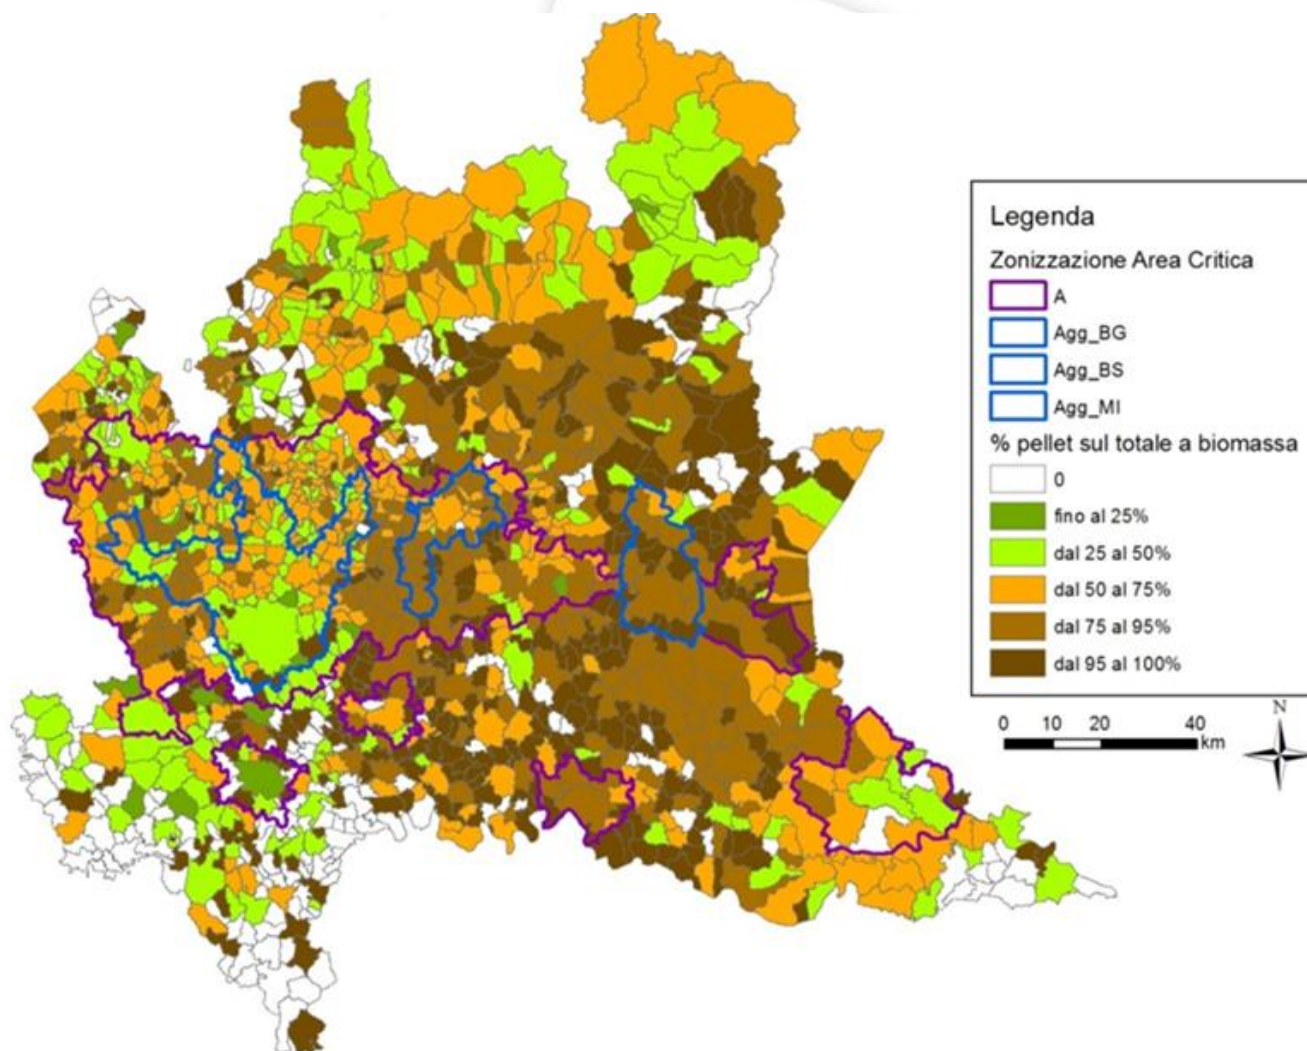 Legenda
Zonizzazione Area Critica
A
Agg_BG
Agg_BS
Agg_MI
% pellet sul totale a biomassa
0
fino al 25%
dal 25 al 50%
dal 50 al 75%
dal 75 al 95%
dal 95 al 100%
N
0 10 20 40
km